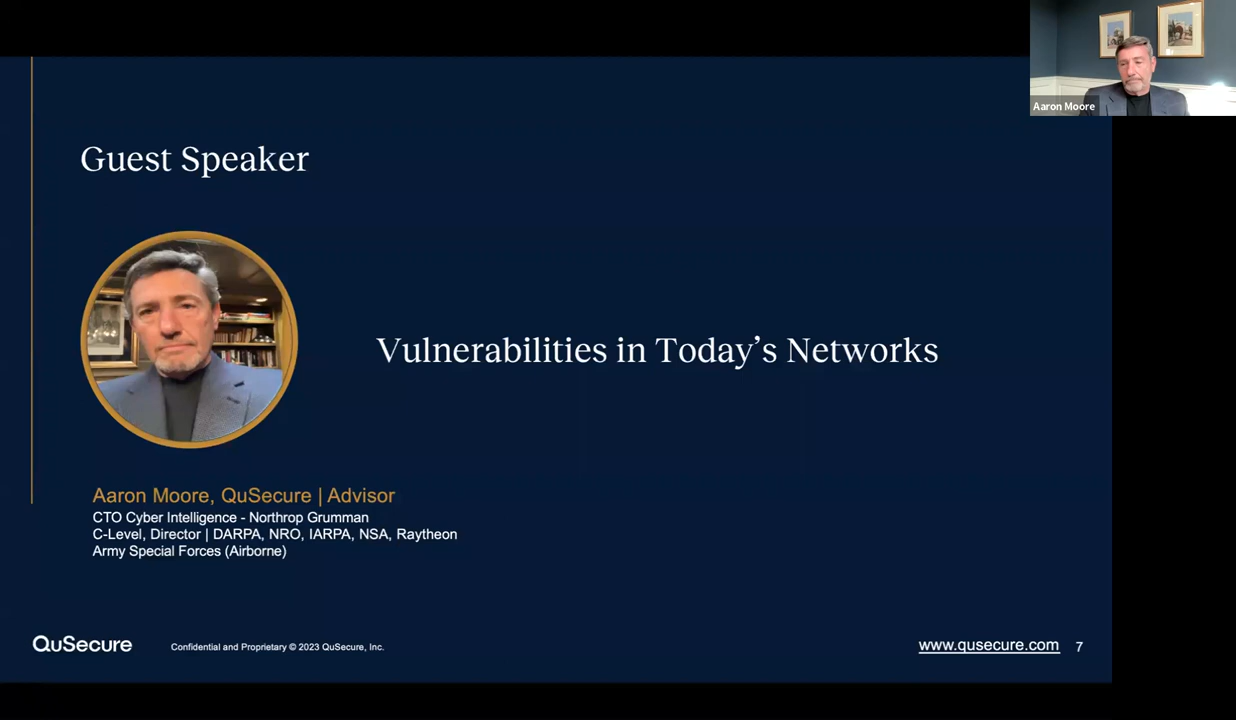 Aaron Moore
Guest Speaker
Vulnerabilities in Today’s Networks
Aaron Moore, QuSecure | Advisor
CTO Cyber Intelligence - Northrop Grumman
C-Level, Director | DARPA, NRO, IARPA, NSA, Raytheon
Army Special Forces (Airborne)
QuSecure
Confidential and Proprietary © 2023 QuSecure, Inc.
www.qusecure.com
7